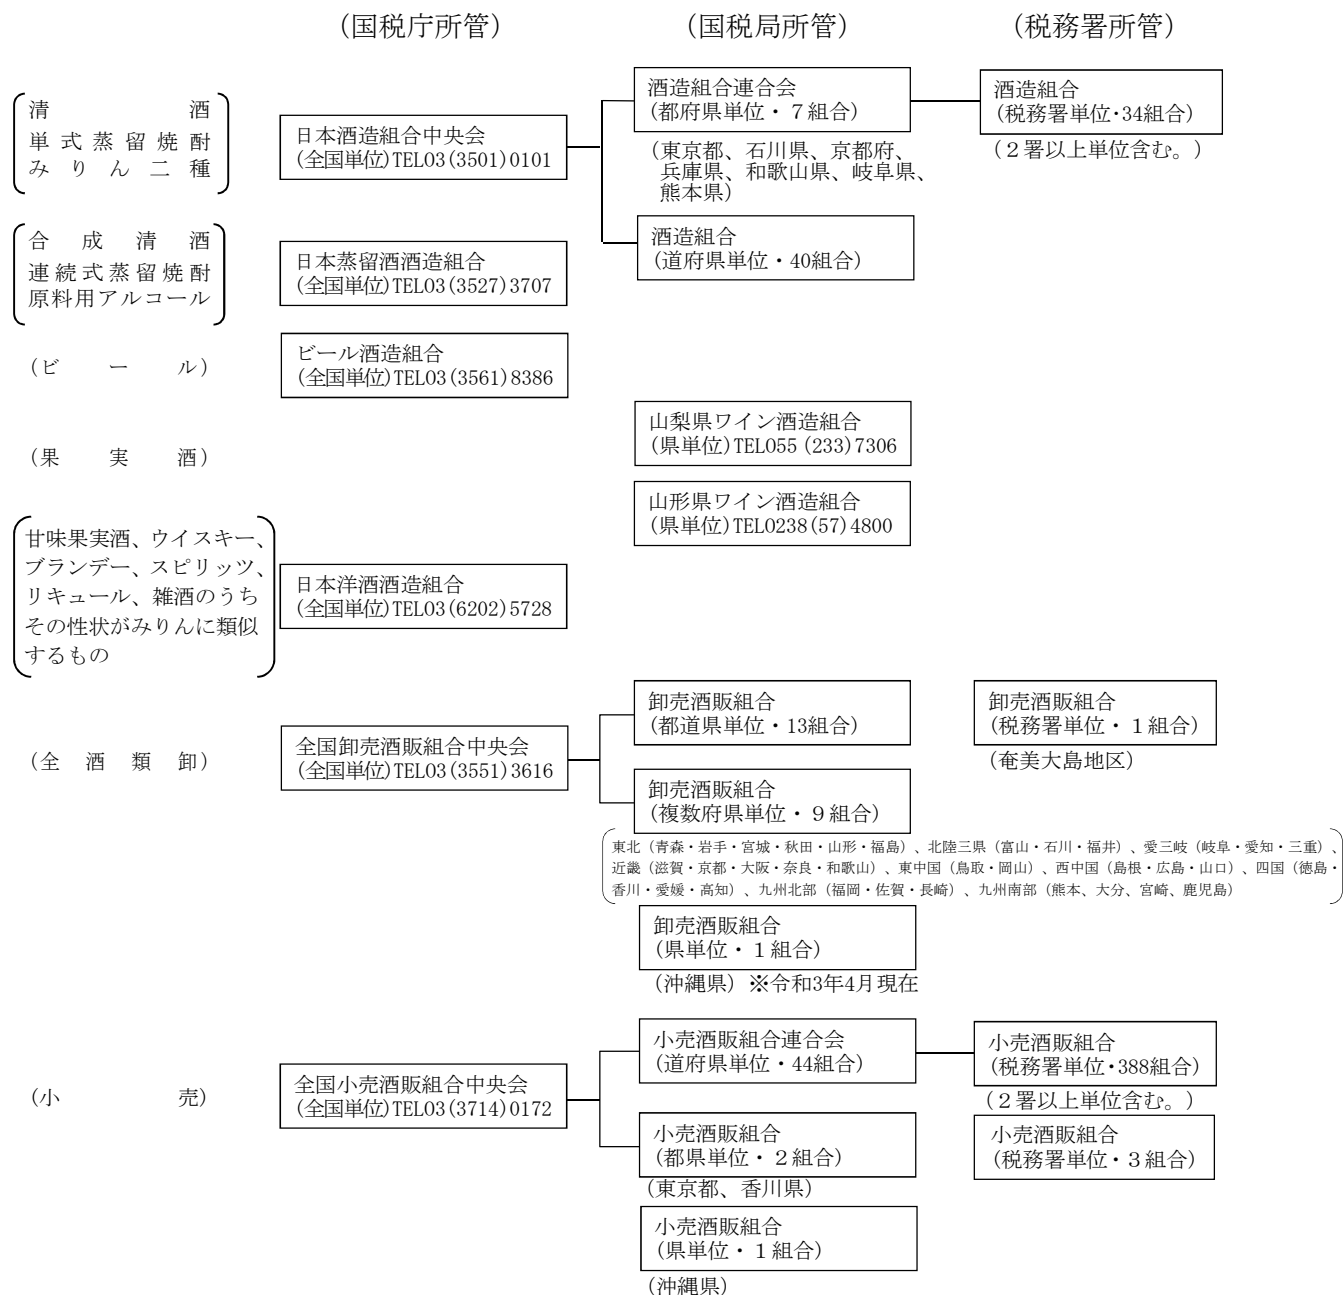 (国税庁所管)
(国税局所管)
(税務署所管)
清酒
単式蒸留焼酎
みりん二種
日本酒造組合中央会
(全国単位)TEL03(3501)0101
酒造組合連合会
(都府県単位・7組合)
(東京都、石川県、京都府、
兵庫県、和歌山県、岐阜県、
熊本県)
酒造組合
(税務署単位・34組合)
(2署以上単位含む。)
酒造組合
(道府県単位・40組合)
合成清酒
連続式蒸留焼酎
原料用アルコール
日本蒸留酒酒造組合
(全国単位)TEL03(3527)3707
(ビール)
ビール酒造組合
(全国単位)TEL03(3561)8386
(果実酒)
山梨県ワイン酒造組合
(県単位)TEL055(233)7306
山形県ワイン酒造組合
(県単位)TEL0238(57)4800
甘味果実酒、ウイスキー、
ブランデー、スピリッツ、
リキュール、雑酒のうち
その性状がみりんに類似
するもの
日本洋酒酒造組合
(全国単位)TEL03(6202)5728
(全酒類卸)
全国卸売酒販組合中央会
(全国単位)TEL03(3551)3616
卸売酒販組合
(都道県単位・13組合)
卸売酒販組合
(税務署単位・1組合)
(奄美大島地区)
卸売酒販組合
(複数府県単位・9組合)
東北(青森・岩手・宮城・秋田・山形・福島)、北陸三県(富山・石川・福井)、愛三岐(岐阜・愛知・三重)、
近畿(滋賀・京都・大阪・奈良・和歌山)、東中国(鳥取・岡山)、西中国(島根・広島・山口)、四国(徳島・
香川・愛媛・高知)、九州北部(福岡・佐賀・長崎)、九州南部(熊本、大分、宮崎、鹿児島)
卸売酒販組合
(県単位・1組合)
(沖縄県)※令和3年4月現在
(小売)
全国小売酒販組合中央会
(全国単位)TEL03(3714)0172
小売酒販組合連合会
(道府県単位・44組合)
小売酒販組合
(税務署単位・388組合)
(2署以上単位含む。)
小売酒販組合
(都県単位・2組合)
(東京都、香川県)
小売酒販組合
(税務署単位・3組合)
小売酒販組合
(県単位・1組合)
(沖縄県)